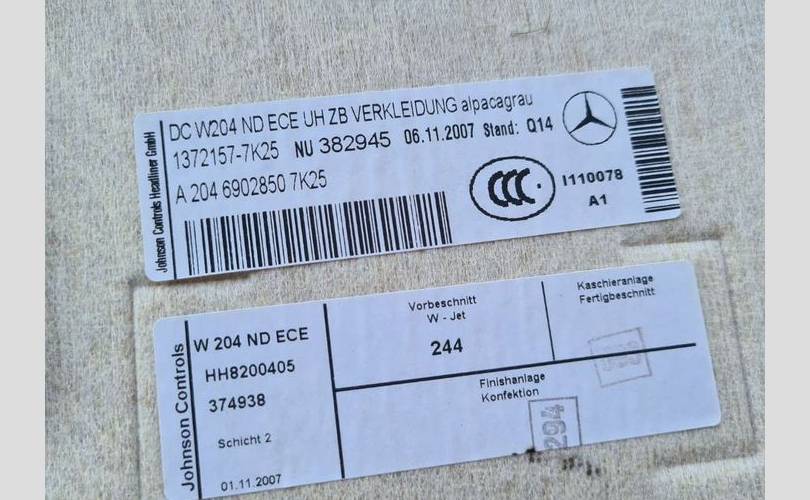 Johnson Controls Headliner GmbH
DC W204 ND ECE UH ZB VERKLEIDUNG alpacagrau
1372157-7K25 NU 382945 06.11.2007 Stand: Q14
A 204 6902850 7K25
CCC
I110078
A1
Johnson Controls
W 204 ND ECE
HH8200405
374938
Schicht 2
01.11.2007
Vorbeschnitt
W - Jet
244
Kaschieranlage
Fertigbeschnitt
Finishanlage
Konfektion
294